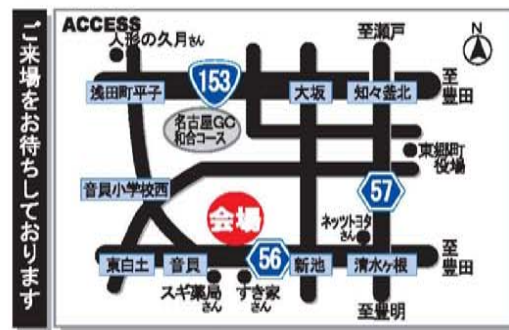 ご来場をお待ちしております
ACCESS
人形の久月さん
至瀬戸
N
浅田町平子
153
大坂
知々釜北
至豊田
名古屋GC
和合コース
東郷町
役場
音貝小学校西
57
会場
ネッツトヨタ
さん
東白土
音貝
56
新池
清水ヶ根
至豊田
スギ薬局
さん
すき家
さん
至豊明